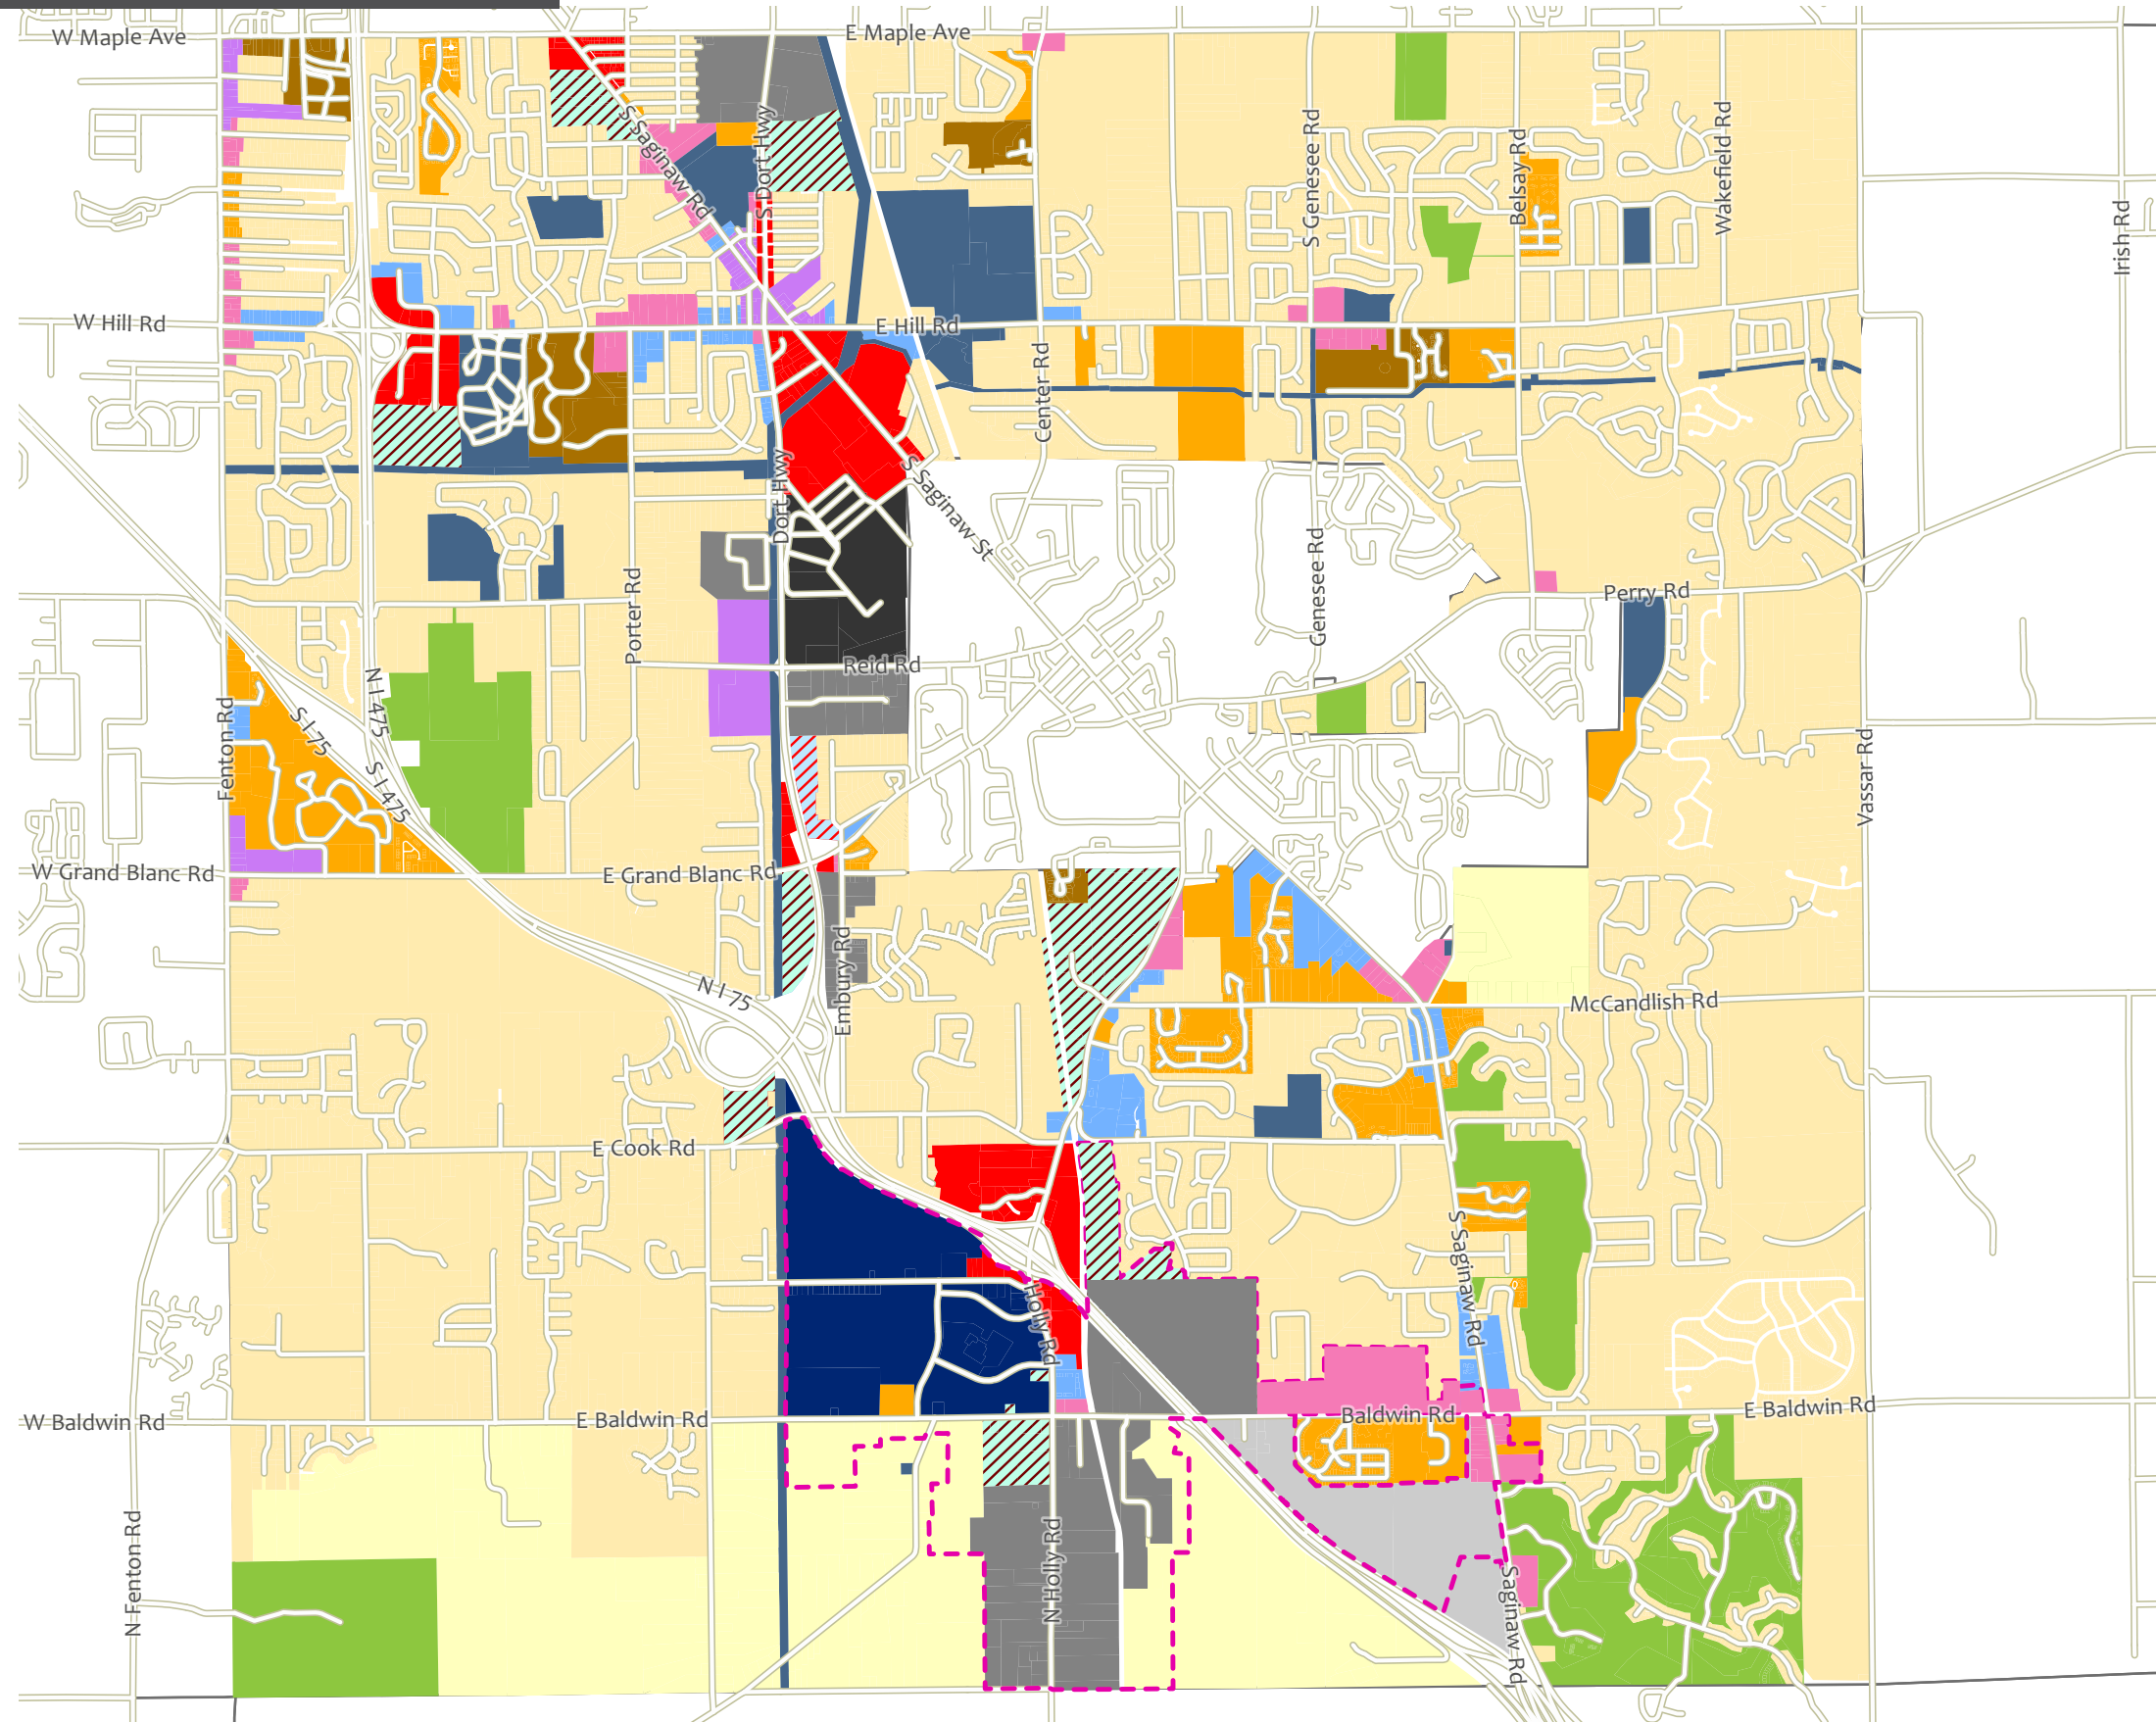 W Maple Ave
E Maple Ave
S Saginaw Rd
S Dort Hwy
S Genesee Rd
Belsay Rd
Wakefield Rd
Irish Rd
W Hill Rd
E Hill Rd
Center Rd
Dort Hwy
S Saginaw St
Genesee Rd
Porter Rd
Perry Rd
Reid Rd
N I 475
Fenton Rd
S I 75
S I 475
Vassar Rd
W Grand Blanc Rd
E Grand Blanc Rd
N I 75
Embury Rd
McCandlish Rd
E Cook Rd
S Saginaw Rd
Holly Rd
W Baldwin Rd
E Baldwin Rd
Baldwin Rd
E Baldwin Rd
N Fenton Rd
N Holly Rd
Saginaw Rd